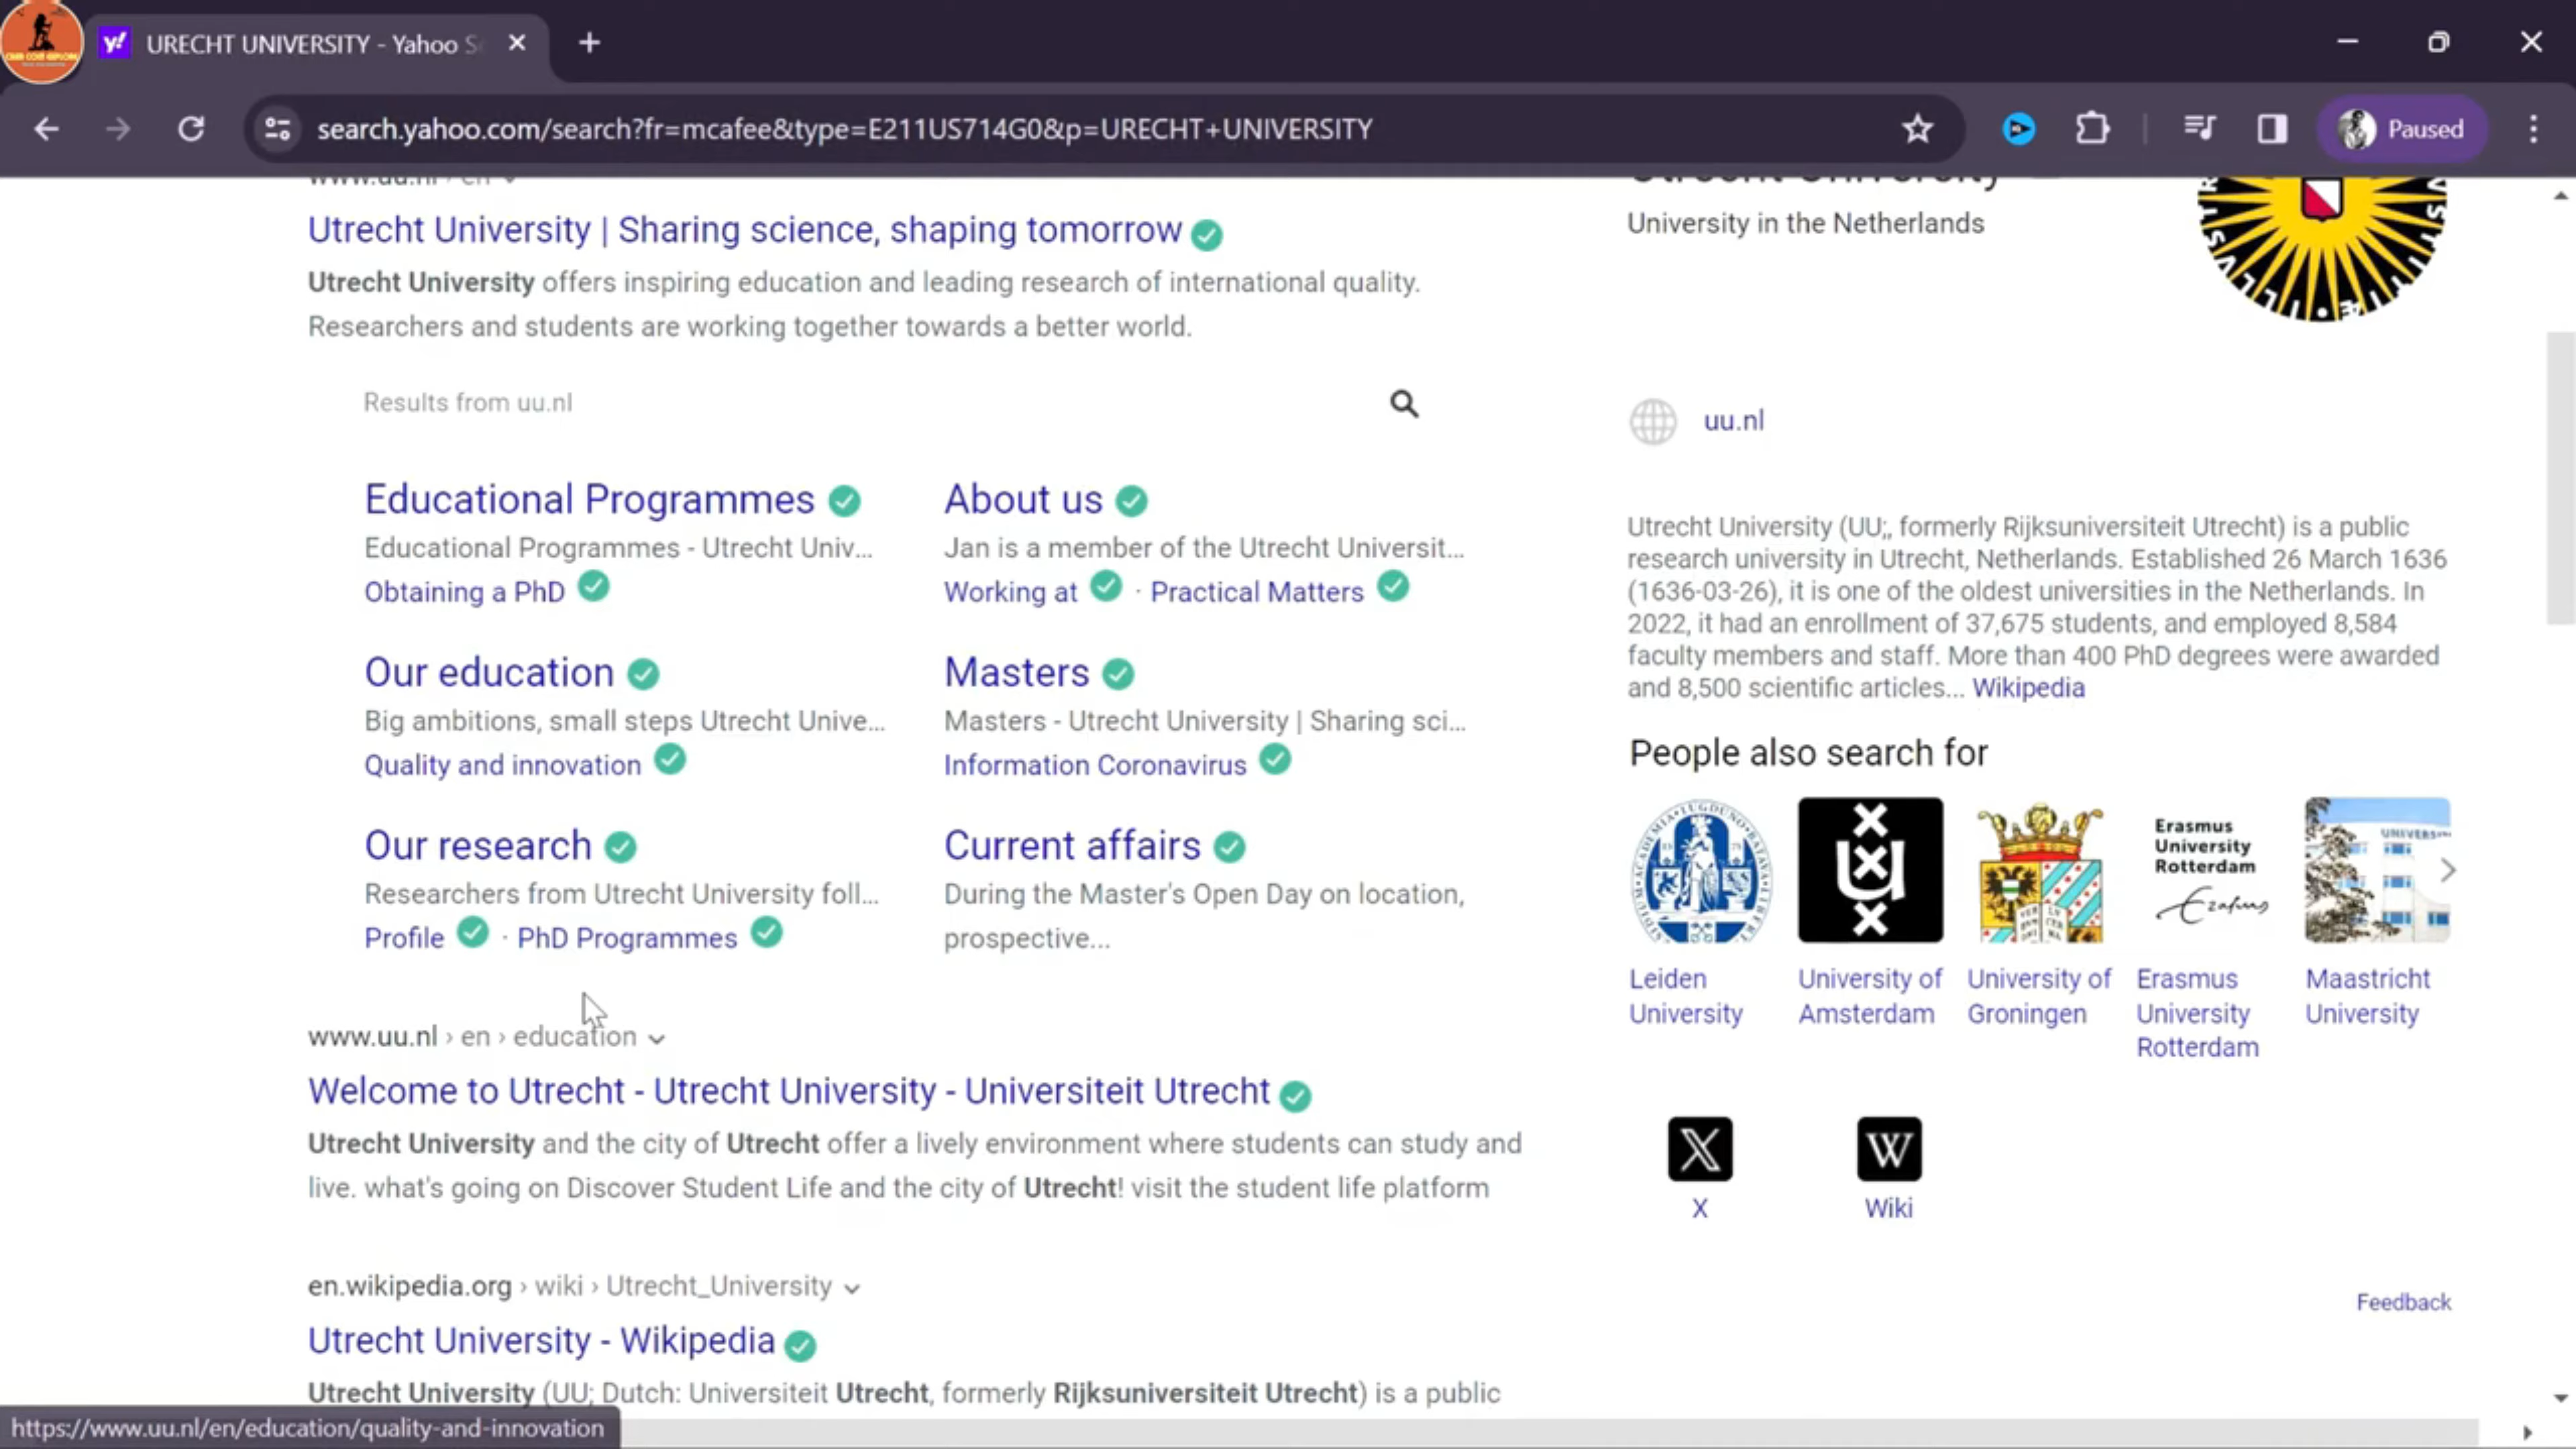 URECHT UNIVERSITY - Yahoo S
search.yahoo.com/search?fr=mcafee&type=E211US714G0&p=URECHT+UNIVERSITY
Paused
www.uu.nl › en
Utrecht University | Sharing science, shaping tomorrow
Utrecht University offers inspiring education and leading research of international quality.
Researchers and students are working together towards a better world.
Results from uu.nl
Educational Programmes
Educational Programmes - Utrecht Univ...
Obtaining a PhD
About us
Jan is a member of the Utrecht Universit...
Working at · Practical Matters
Our education
Big ambitions, small steps Utrecht Unive...
Quality and innovation
Masters
Masters - Utrecht University | Sharing sci...
Information Coronavirus
Our research
Researchers from Utrecht University foll...
Profile · PhD Programmes
Current affairs
During the Master's Open Day on location,
prospective...
www.uu.nl › en › education
Welcome to Utrecht - Utrecht University - Universiteit Utrecht
Utrecht University and the city of Utrecht offer a lively environment where students can study and
live. what's going on Discover Student Life and the city of Utrecht! visit the student life platform
en.wikipedia.org › wiki › Utrecht_University
Utrecht University - Wikipedia
Utrecht University (UU; Dutch: Universiteit Utrecht, formerly Rijksuniversiteit Utrecht) is a public
https://www.uu.nl/en/education/quality-and-innovation
Utrecht University
University in the Netherlands
uu.nl
Utrecht University (UU;, formerly Rijksuniversiteit Utrecht) is a public
research university in Utrecht, Netherlands. Established 26 March 1636
(1636-03-26), it is one of the oldest universities in the Netherlands. In
2022, it had an enrollment of 37,675 students, and employed 8,584
faculty members and staff. More than 400 PhD degrees were awarded
and 8,500 scientific articles... Wikipedia
People also search for
Erasmus
University
Rotterdam
Erasmus
Leiden
University
University of
Amsterdam
University of
Groningen
Erasmus
University
Rotterdam
Maastricht
University
X
Wiki
Feedback